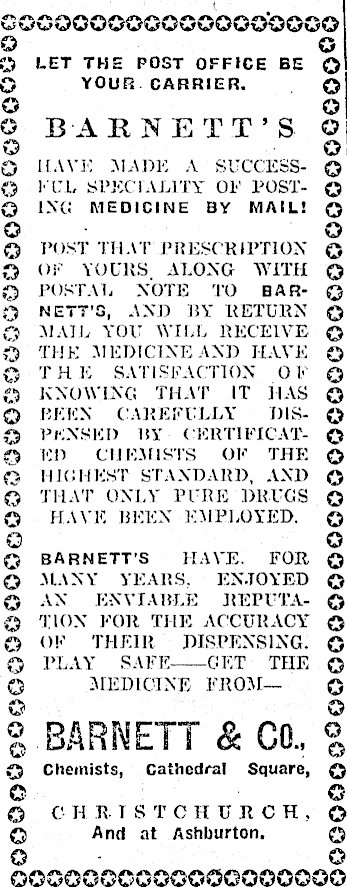 LET THE POST OFFICE BE
YOUR CARRIER.
BARNETT'S
HAVE MADE A SUCCESS-
FUL SPECIALITY OF POST-
ING MEDICINE BY MAIL!
POST THAT PRESCRIPTION
OF YOURS ALONG WITH
POSTAL NOTE TO BAR-
NETT'S, AND BY RETURN
MAIL YOU WILL RECEIVE
THE MEDICINE AND HAVE
THE SATISFACTION OF
KNOWING THAT IT HAS
BEEN CAREFULLY DIS-
PENSED BY CERTIFICAT-
ED CHEMISTS OF THE
HIGHEST STANDARD, AND
THAT ONLY PURE DRUGS
HAVE BEEN EMPLOYED.
BARNETT'S HAVE, FOR
MANY YEARS, ENJOYED
AN ENVIABLE REPUTA-
TION FOR THE ACCURACY
OF THEIR DISPENSING.
PLAY SAFE—GET THE
MEDICINE FROM—
BARNETT & CO.,
Chemists, Cathedral Square,
CHRISTCHURCH,
And at Ashburton.